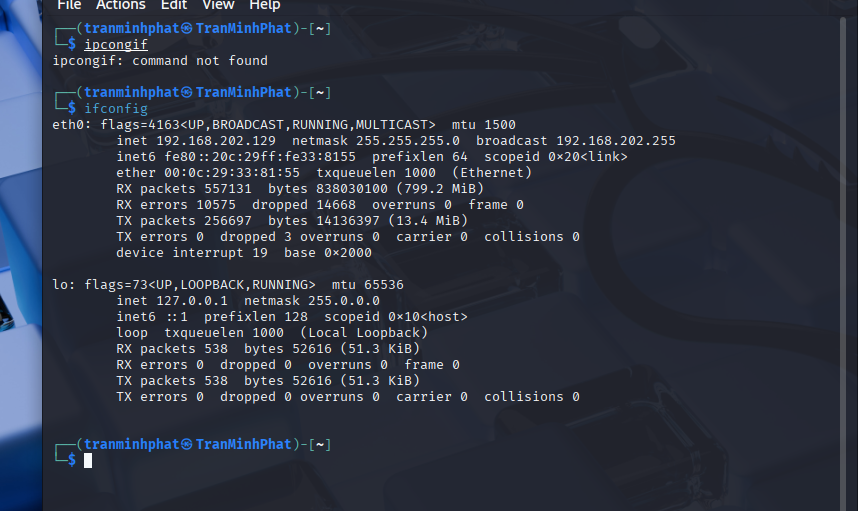 File Actions Edit View Help
┌──(tranminhphat㉿TranMinhPhat)-[~]
└─$ ipcongif
ipcongif: command not found
┌──(tranminhphat㉿TranMinhPhat)-[~]
└─$ ifconfig
eth0: flags=4163<UP,BROADCAST,RUNNING,MULTICAST>  mtu 1500
        inet 192.168.202.129  netmask 255.255.255.0  broadcast 192.168.202.255
        inet6 fe80::20c:29ff:fe33:8155  prefixlen 64  scopeid 0x20<link>
        ether 00:0c:29:33:81:55  txqueuelen 1000  (Ethernet)
        RX packets 557131  bytes 838030100 (799.2 MiB)
        RX errors 10575  dropped 14668  overruns 0  frame 0
        TX packets 256697  bytes 14136397 (13.4 MiB)
        TX errors 0  dropped 3 overruns 0  carrier 0  collisions 0
        device interrupt 19  base 0x2000
lo: flags=73<UP,LOOPBACK,RUNNING>  mtu 65536
        inet 127.0.0.1  netmask 255.0.0.0
        inet6 ::1  prefixlen 128  scopeid 0x10<host>
        loop  txqueuelen 1000  (Local Loopback)
        RX packets 538  bytes 52616 (51.3 KiB)
        RX errors 0  dropped 0  overruns 0  frame 0
        TX packets 538  bytes 52616 (51.3 KiB)
        TX errors 0  dropped 0 overruns 0  carrier 0  collisions 0
┌──(tranminhphat㉿TranMinhPhat)-[~]
└─$